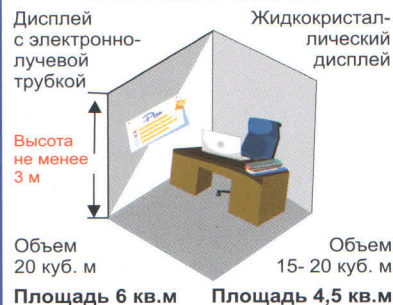 Дисплей
с электронно-
лучевой
трубкой
Жидкокристал-
лический
дисплей
Высота
не менее
3 м
Объем
20 куб. м
Объем
15- 20 куб. м
Площадь 6 кв.м
Площадь 4,5 кв.м